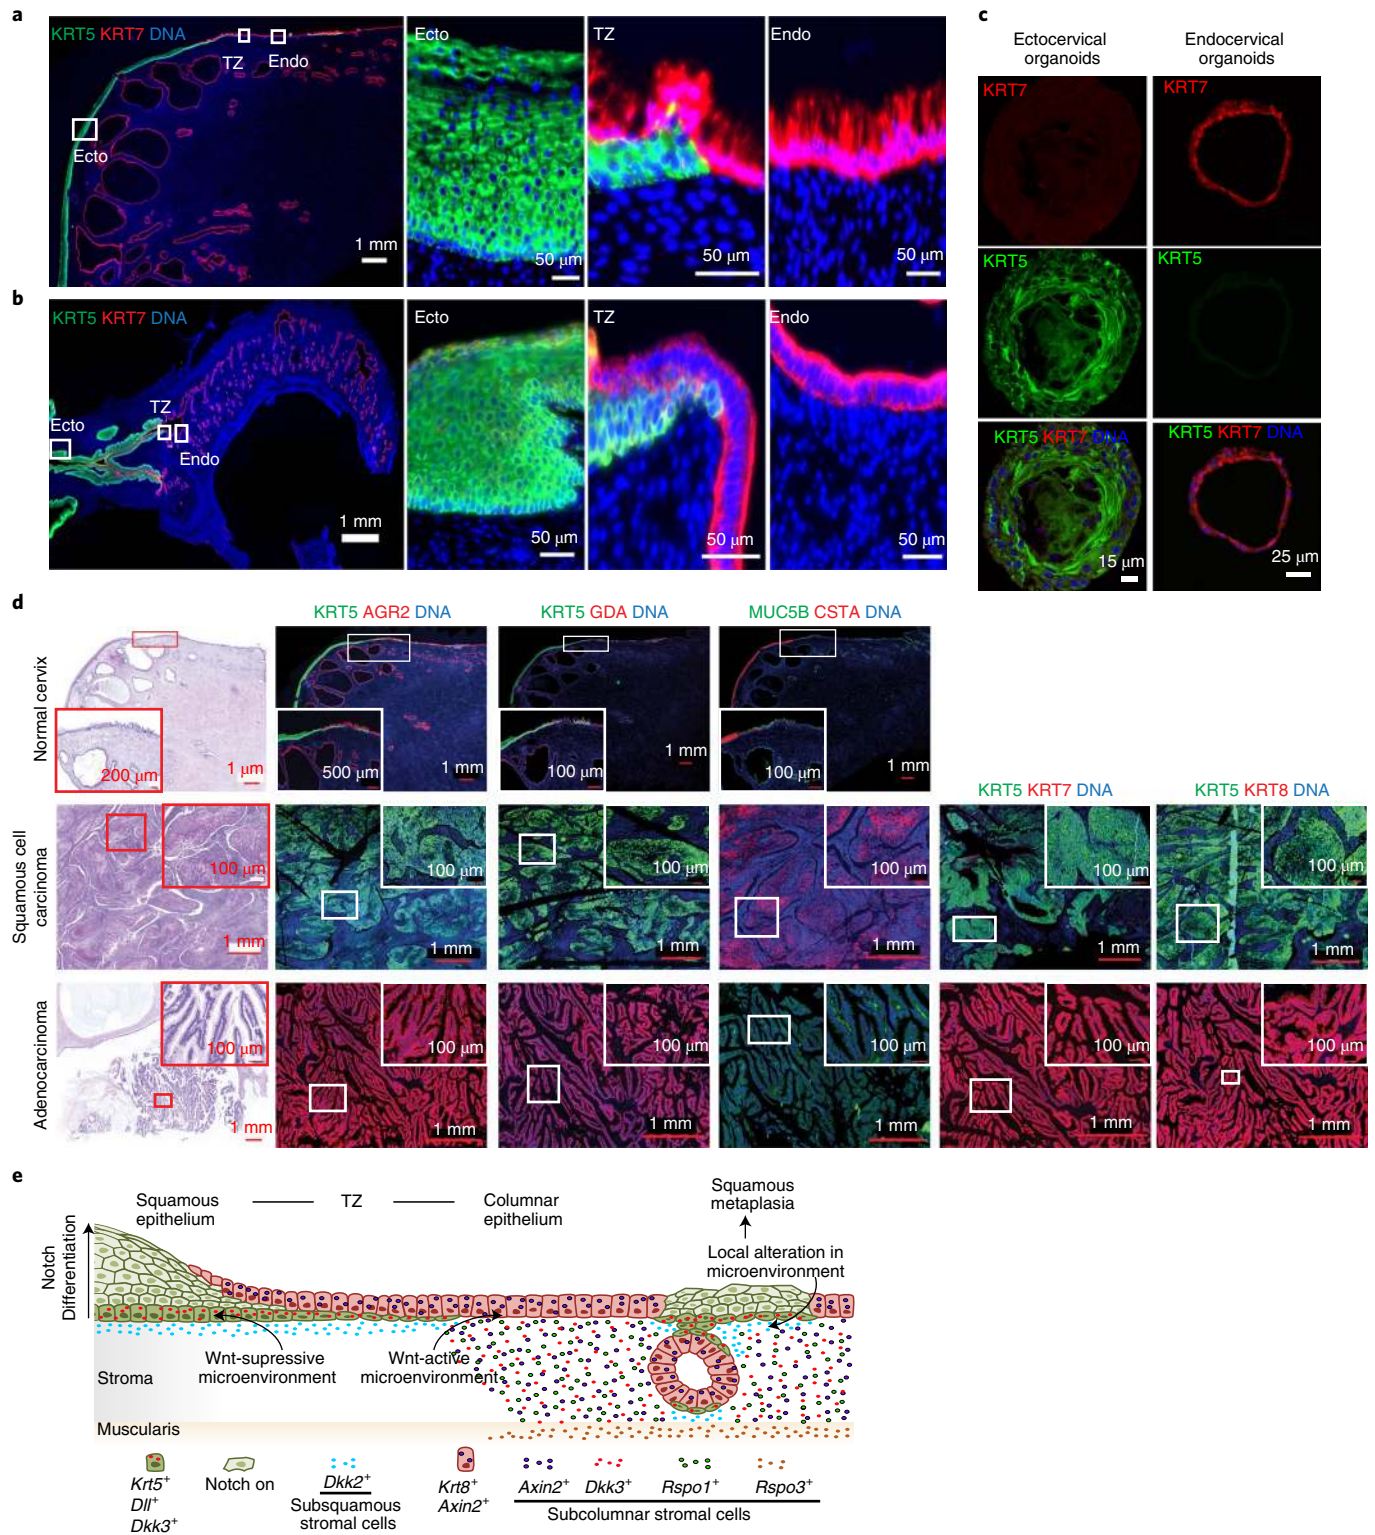 a
KRT5 KRT7 DNA
TZ
Endo
Ecto
1 mm
Ecto
50 µm
TZ
50 µm
Endo
50 µm
b
KRT5 KRT7 DNA
TZ
Ecto
Endo
1 mm
Ecto
50 µm
TZ
50 µm
Endo
50 µm
c
Ectocervical organoids
Endocervical organoids
KRT7
KRT7
KRT5
KRT5
KRT5 KRT7 DNA
15 µm
KRT5 KRT7 DNA
25 µm
d
KRT5 AGR2 DNA
KRT5 GDA DNA
MUC5B CSTA DNA
Normal cervix
200 µm
1 µm
500 µm
1 mm
100 µm
1 mm
100 µm
1 mm
KRT5 KRT7 DNA
KRT5 KRT8 DNA
Squamous cell carcinoma
100 µm
1 mm
100 µm
1 mm
100 µm
1 mm
100 µm
1 mm
100 µm
1 mm
100 µm
1 mm
Adenocarcinoma
100 µm
1 mm
100 µm
1 mm
100 µm
1 mm
100 µm
1 mm
100 µm
1 mm
100 µm
1 mm
e
Squamous epithelium
TZ
Columnar epithelium
Squamous metaplasia
Local alteration in microenvironment
Notch
Differentiation
Wnt-supressive microenvironment
Wnt-active microenvironment
Stroma
Muscularis
Krt5+
Dll+
Dkk3+
Notch on
Dkk2+
Subsquamous stromal cells
Krt8+
Axin2+
Axin2+
Dkk3+
Rspo1+
Rspo3+
Subcolumnar stromal cells